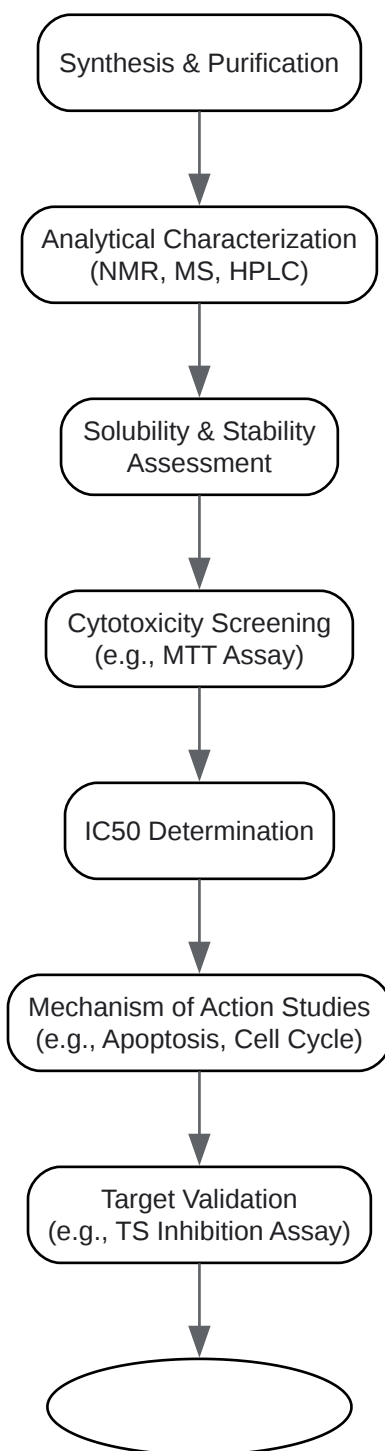 Synthesis & Purification
Analytical Characterization
(NMR, MS, HPLC)
Solubility & Stability
Assessment
Cytotoxicity Screening
(e.g., MTT Assay)
IC50 Determination
Mechanism of Action Studies
(e.g., Apoptosis, Cell Cycle)
Target Validation
(e.g., TS Inhibition Assay)